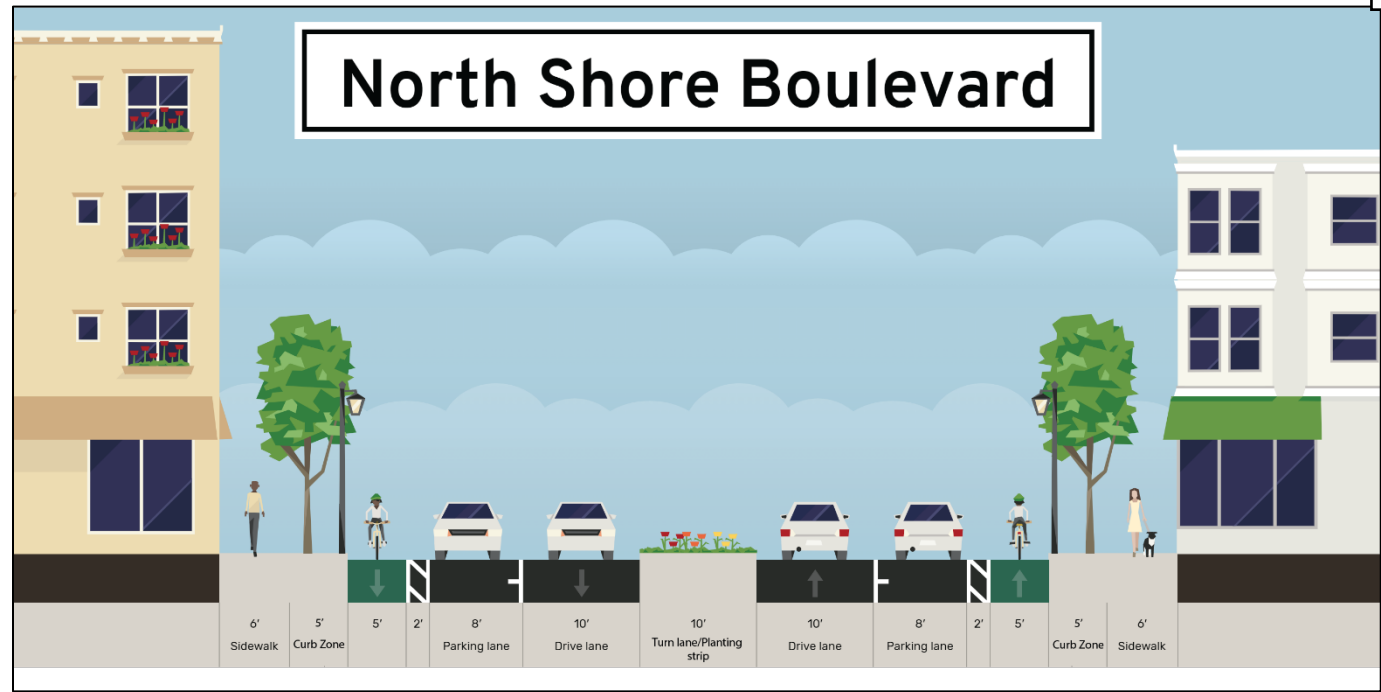 North Shore Boulevard
6′
Sidewalk
5′
Curb Zone
5′
2′
8′
Parking lane
10′
Drive lane
10′
Turn lane/Planting
strip
10′
Drive lane
8′
Parking lane
2′
5′
5′
Curb Zone
6′
Sidewalk